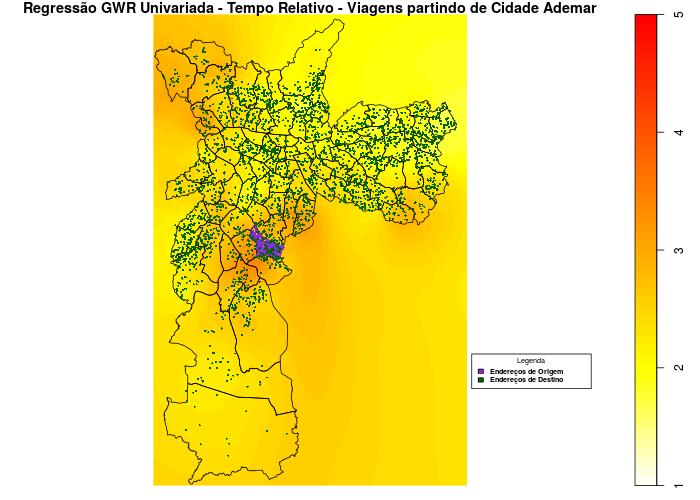 Regressão GWR Univariada - Tempo Relativo - Viagens partindo de Cidade Ademar
5
4
3
2
1
Legenda
Endereços de Origem
Endereços de Destino